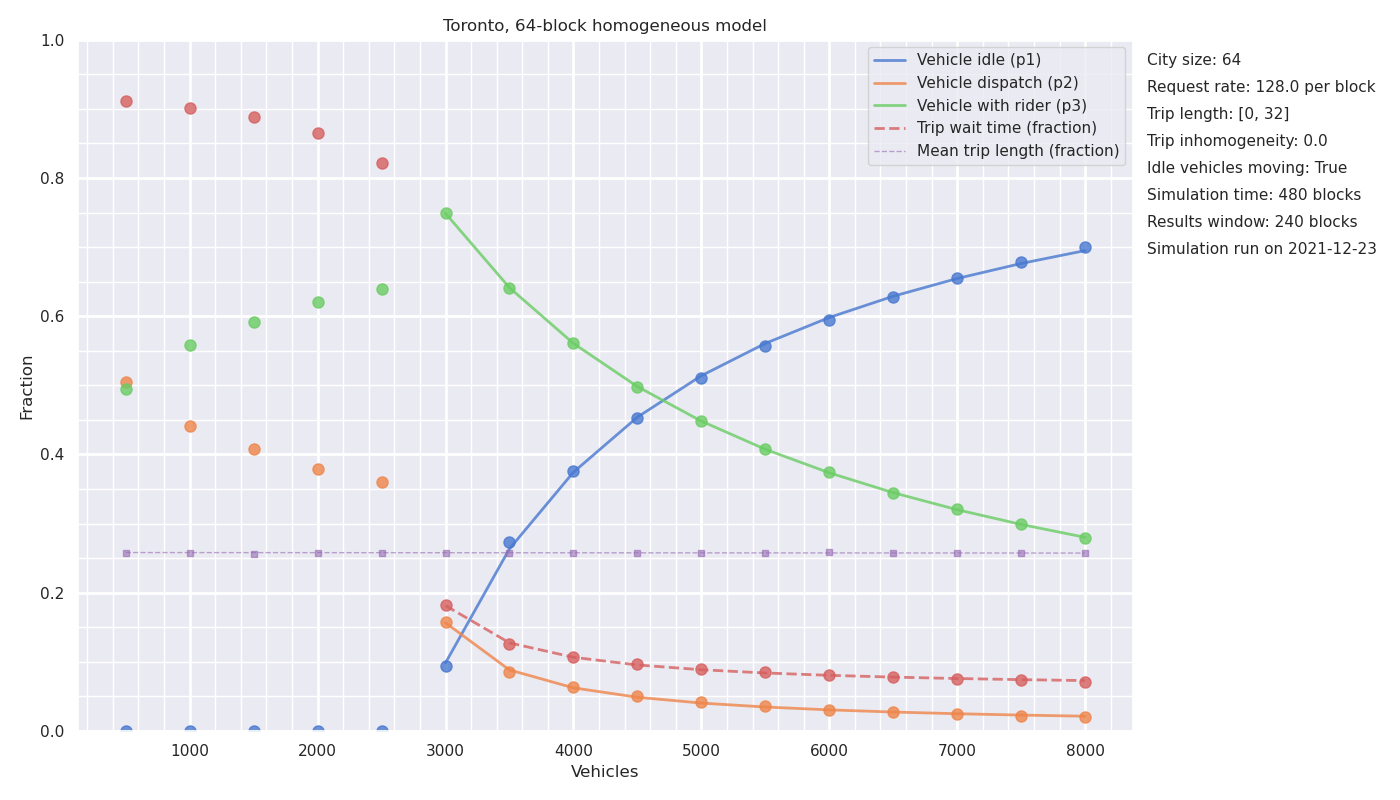 Toronto, 64-block homogeneous model
1.0
0.8
0.6
0.4
0.2
0.0
Fraction
1000
2000
3000
4000
5000
6000
7000
8000
Vehicles
Vehicle idle (p1)
Vehicle dispatch (p2)
Vehicle with rider (p3)
Trip wait time (fraction)
Mean trip length (fraction)
City size: 64
Request rate: 128.0 per block
Trip length: [0, 32]
Trip inhomogeneity: 0.0
Idle vehicles moving: True
Simulation time: 480 blocks
Results window: 240 blocks
Simulation run on 2021-12-23